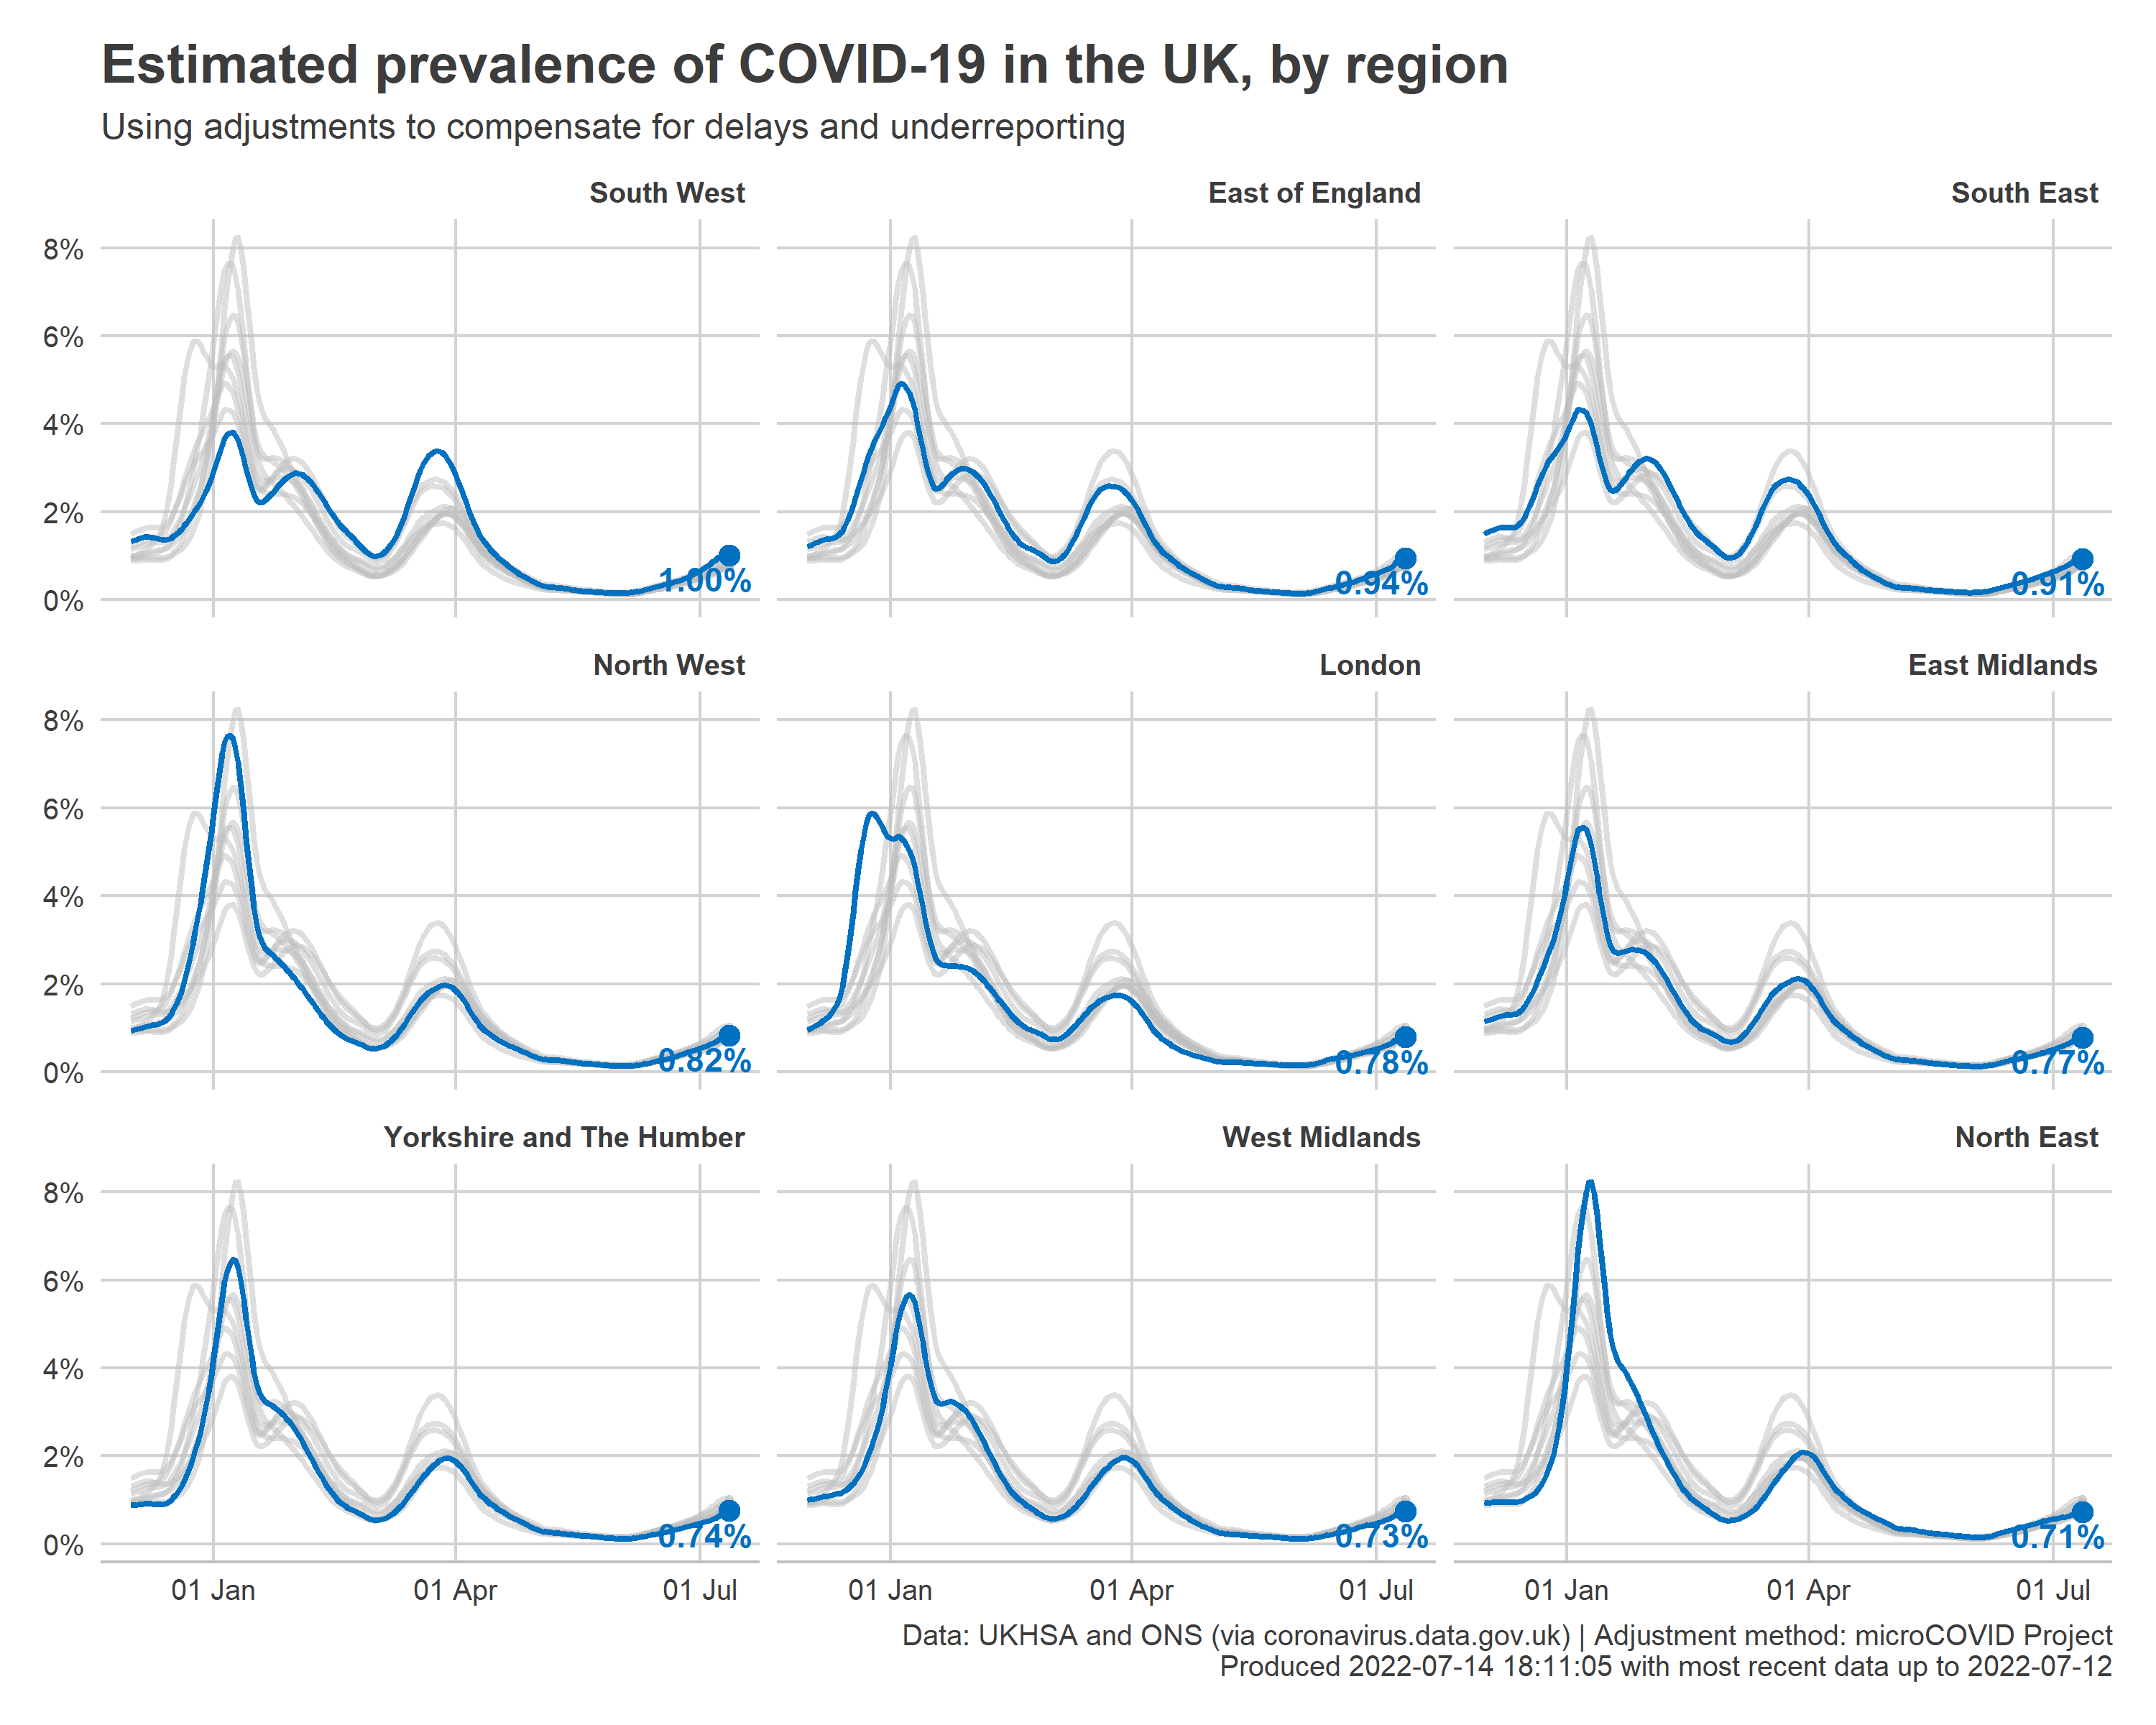 Estimated prevalence of COVID-19 in the UK, by region
Using adjustments to compensate for delays and underreporting
South West
East of England
South East
8%
6%
4%
2%
0%
1.00%
0.94%
0.91%
North West
London
East Midlands
8%
6%
4%
2%
0%
0.82%
0.78%
0.77%
Yorkshire and The Humber
West Midlands
North East
8%
6%
4%
2%
0%
0.74%
0.73%
0.71%
01 Jan
01 Apr
01 Jul
01 Jan
01 Apr
01 Jul
01 Jan
01 Apr
01 Jul
Data: UKHSA and ONS (via coronavirus.data.gov.uk) | Adjustment method: microCOVID Project
Produced 2022-07-14 18:11:05 with most recent data up to 2022-07-12